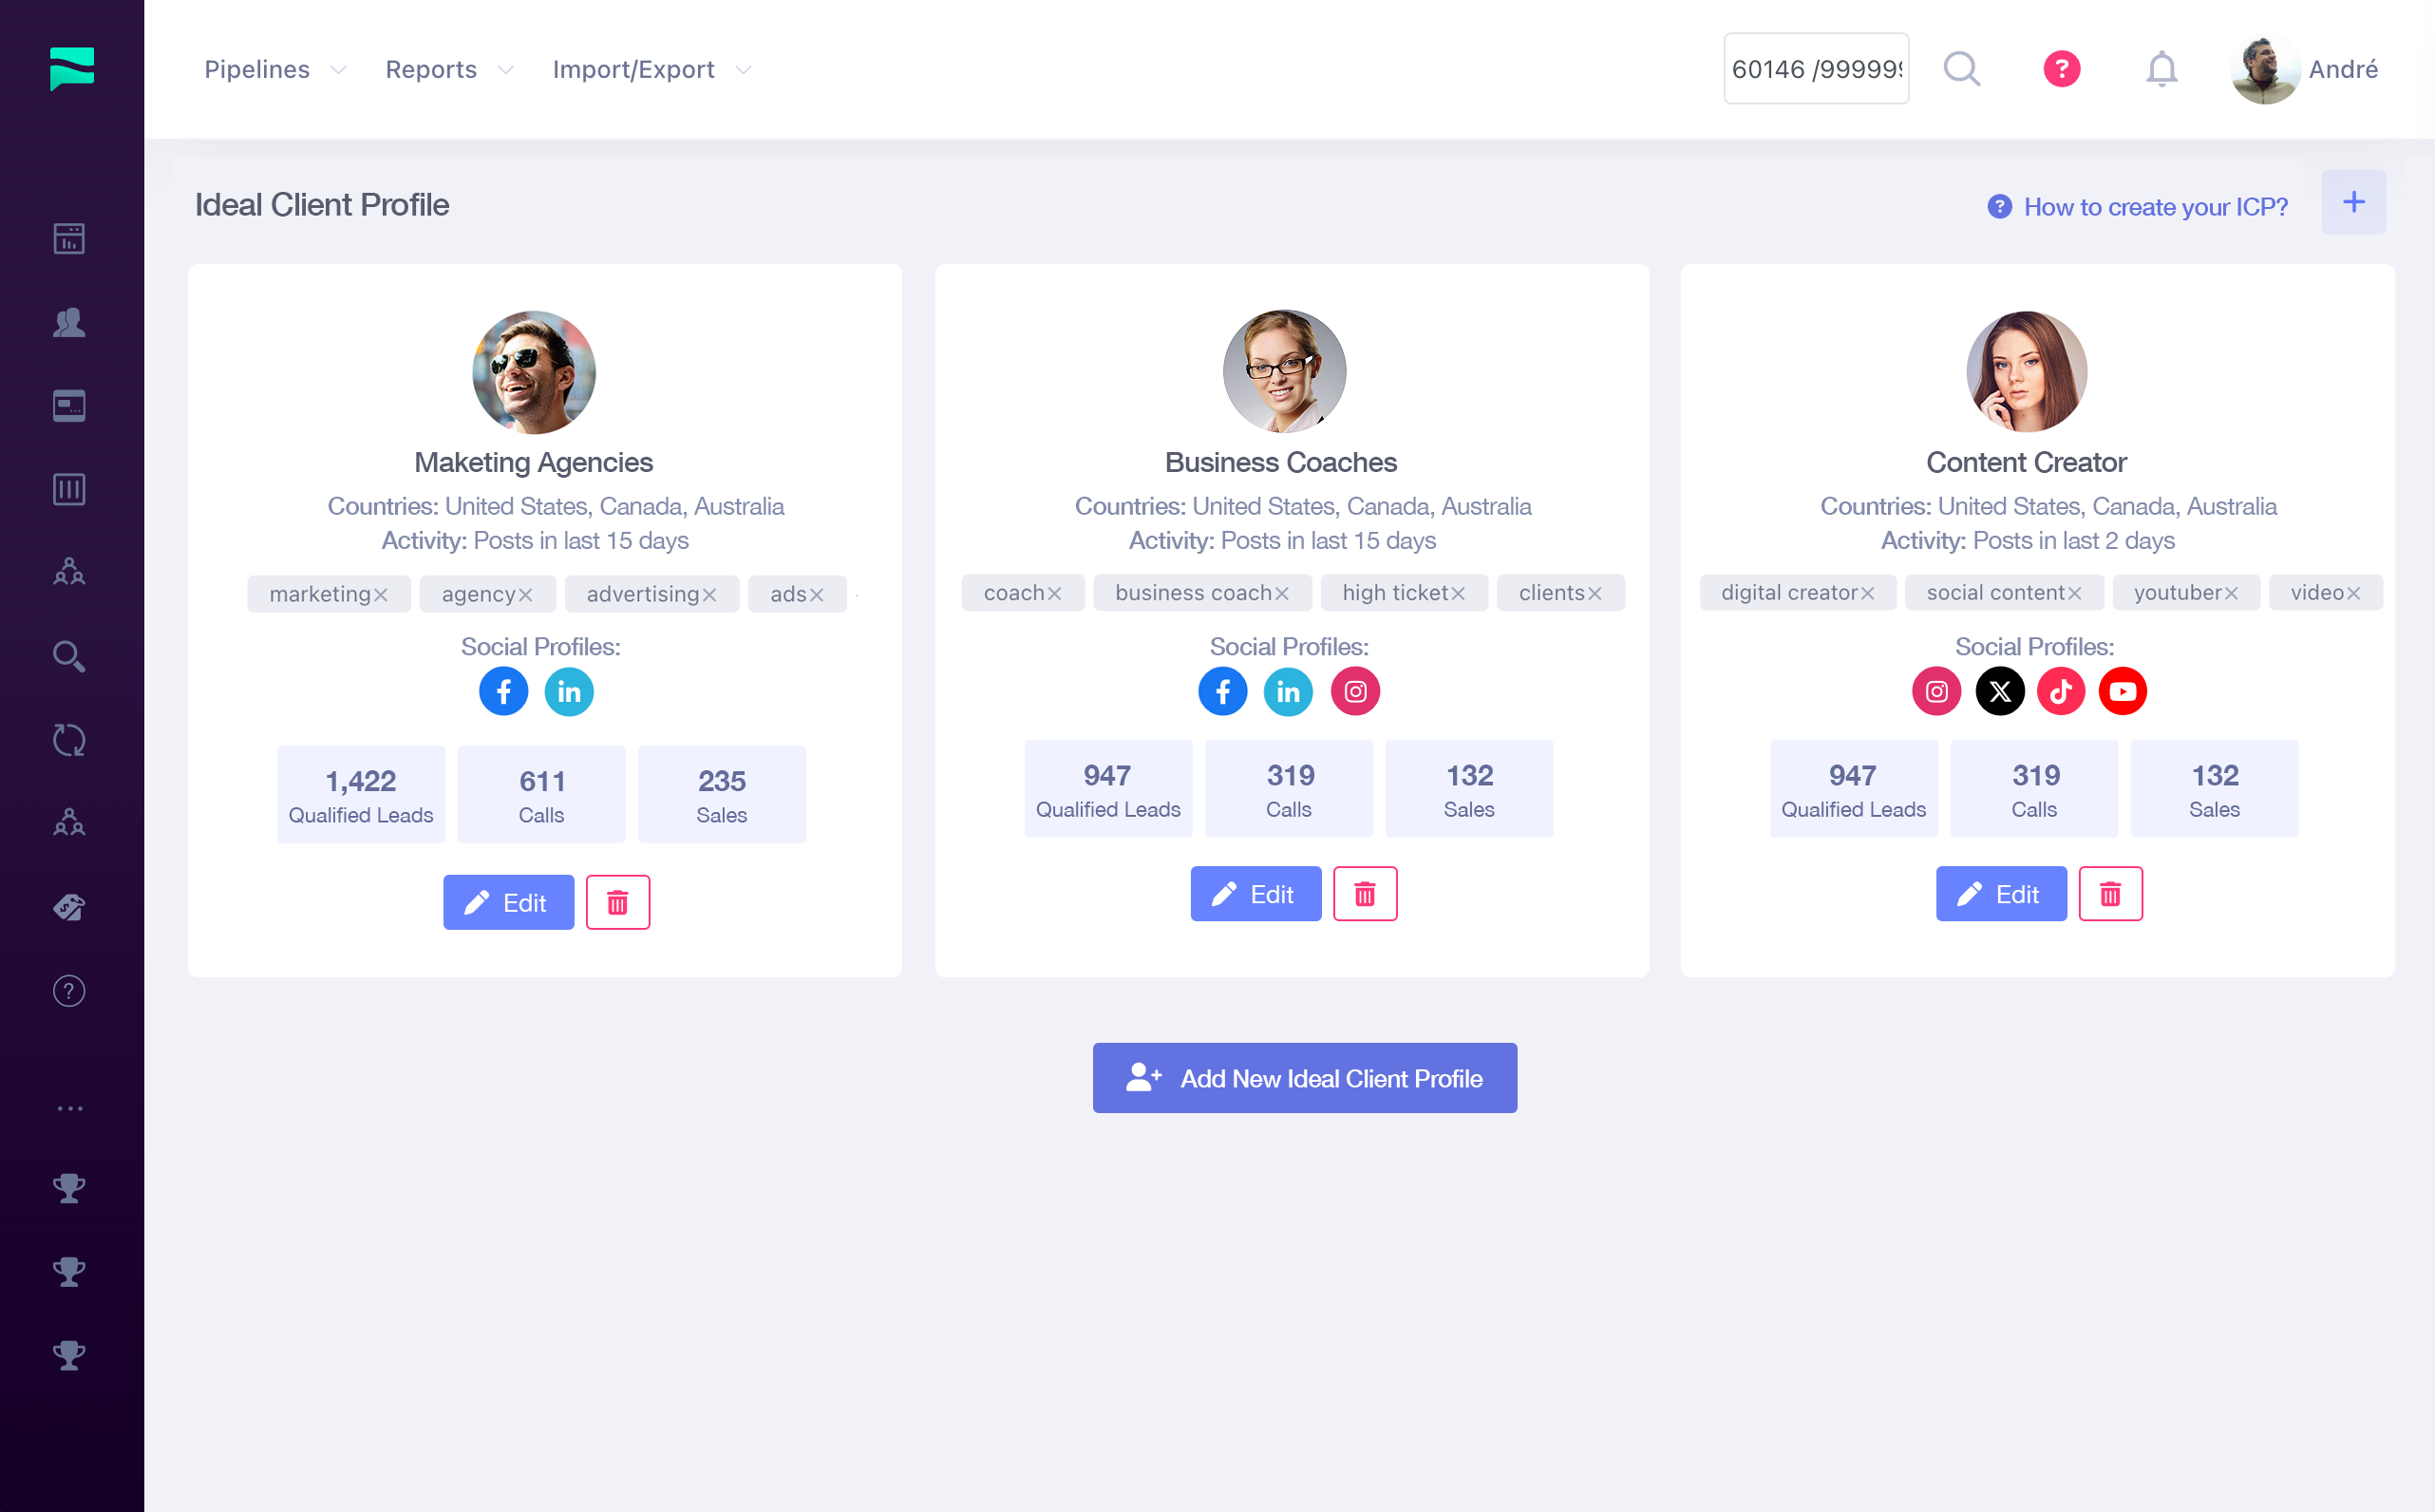 Pipelines Reports Import/Export 60146 /99999 André
Ideal Client Profile
How to create your ICP?
Maketing Agencies
Countries: United States, Canada, Australia
Activity: Posts in last 15 days
marketing agency advertising ads
Social Profiles:
1,422 611 235
Qualified Leads Calls Sales
Edit
Business Coaches
Countries: United States, Canada, Australia
Activity: Posts in last 15 days
coach business coach high ticket clients
Social Profiles:
947 319 132
Qualified Leads Calls Sales
Edit
Content Creator
Countries: United States, Canada, Australia
Activity: Posts in last 2 days
digital creator social content youtuber video
Social Profiles:
947 319 132
Qualified Leads Calls Sales
Edit
Add New Ideal Client Profile